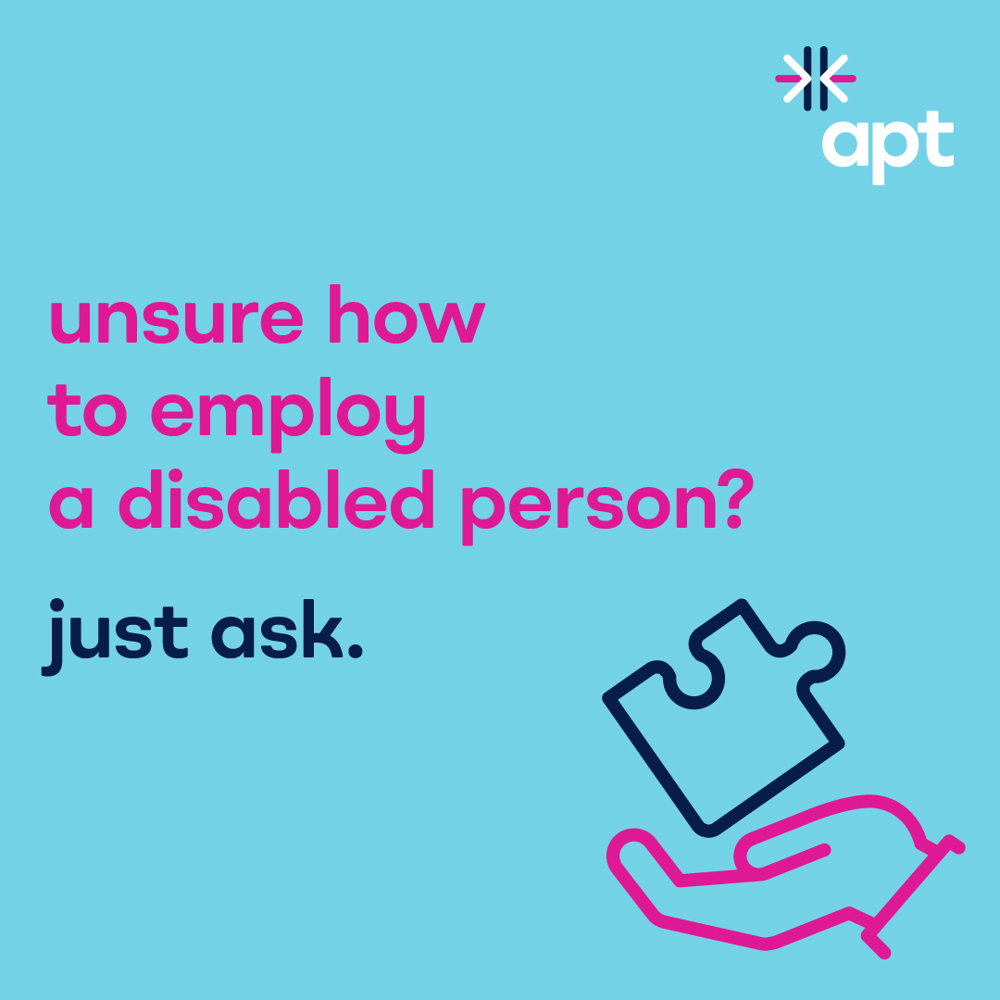 apt
unsure how
to employ
a disabled person?
just ask.